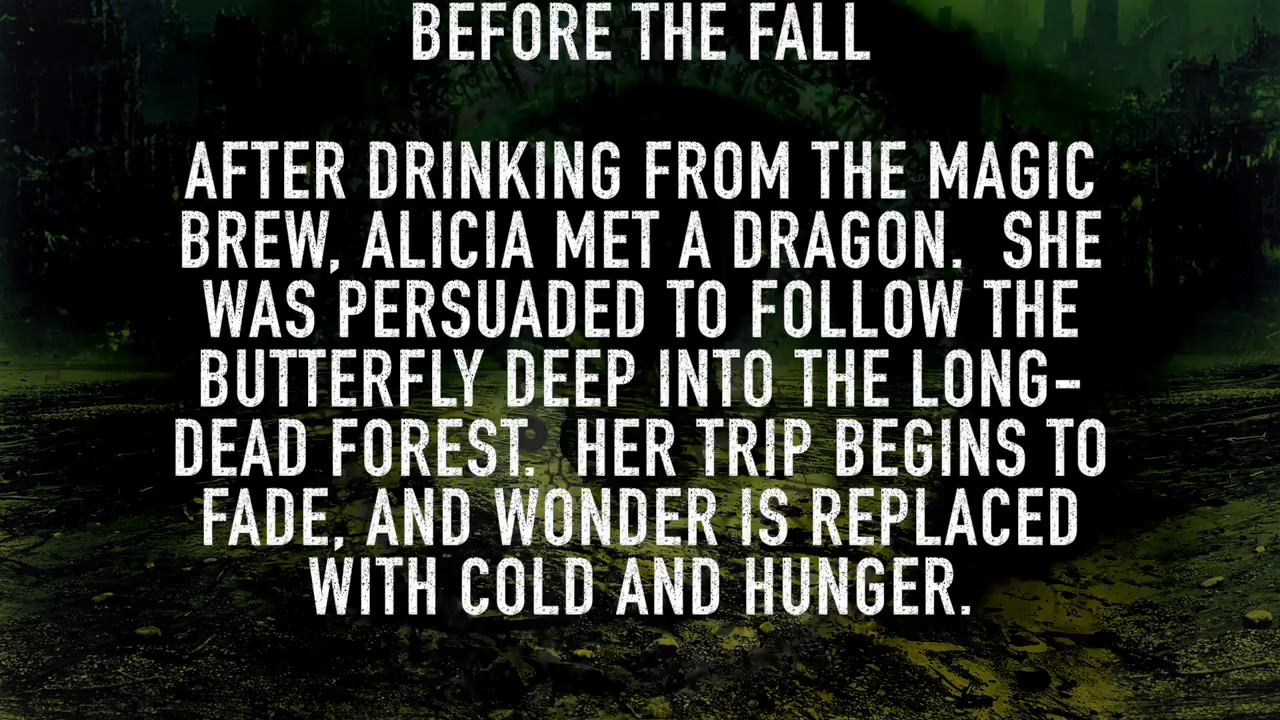 BEFORE THE FALL
AFTER DRINKING FROM THE MAGIC
BREW, ALICIA MET A DRAGON.  SHE
WAS PERSUADED TO FOLLOW THE
BUTTERFLY DEEP INTO THE LONG-
DEAD FOREST.  HER TRIP BEGINS TO
FADE, AND WONDER IS REPLACED
WITH COLD AND HUNGER.